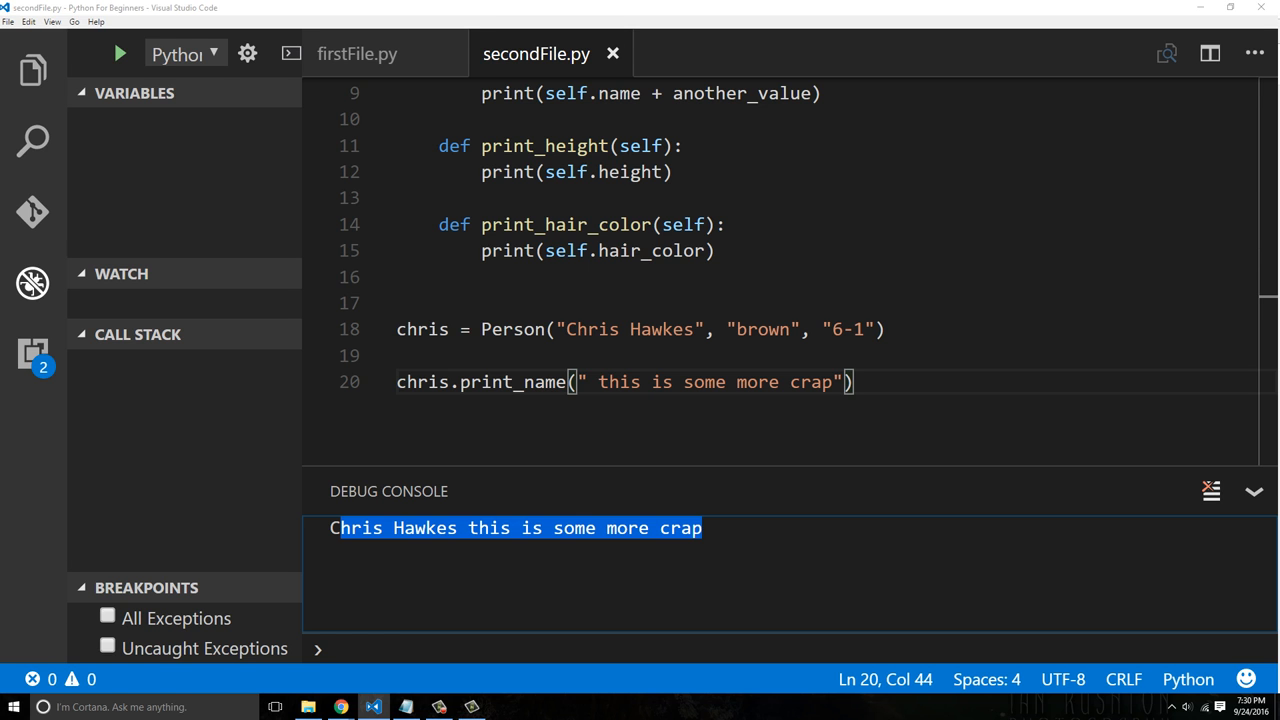 secondFile.py - Python For Beginners - Visual Studio Code
File Edit View Go Help
Python
firstFile.py
secondFile.py
VARIABLES
WATCH
CALL STACK
BREAKPOINTS
All Exceptions
Uncaught Exceptions
2
9 print(self.name + another_value)
10
11 def print_height(self):
12 print(self.height)
13
14 def print_hair_color(self):
15 print(self.hair_color)
16
17
18 chris = Person("Chris Hawkes", "brown", "6-1")
19
20 chris.print_name(" this is some more crap")
DEBUG CONSOLE
Chris Hawkes this is some more crap
0 0
Ln 20, Col 44 Spaces: 4 UTF-8 CRLF Python
I'm Cortana. Ask me anything.
7:30 PM
9/24/2016